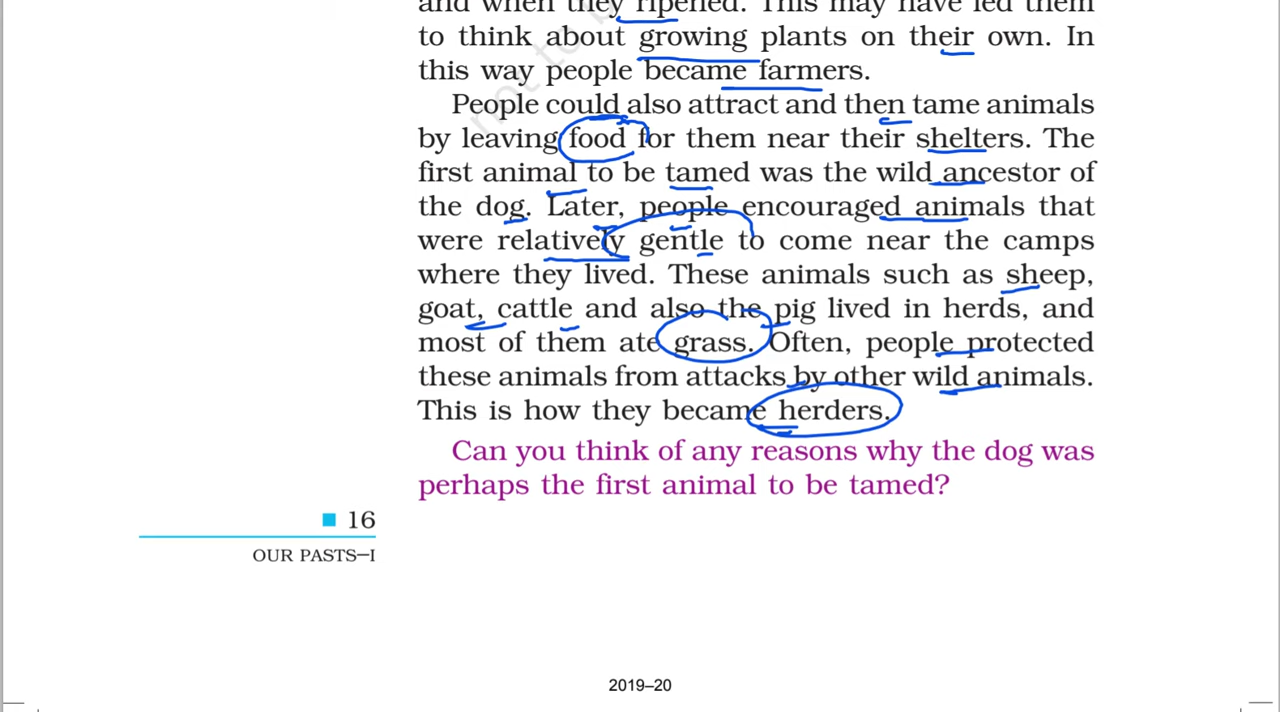 and when they ripened. This may have led them
to think about growing plants on their own. In
this way people became farmers.
People could also attract and then tame animals
by leaving food for them near their shelters. The
first animal to be tamed was the wild ancestor of
the dog. Later, people encouraged animals that
were relatively gentle to come near the camps
where they lived. These animals such as sheep,
goat, cattle and also the pig lived in herds, and
most of them ate grass. Often, people protected
these animals from attacks by other wild animals.
This is how they became herders.
Can you think of any reasons why the dog was
perhaps the first animal to be tamed?
■ 16
OUR PASTS–I
2019–20